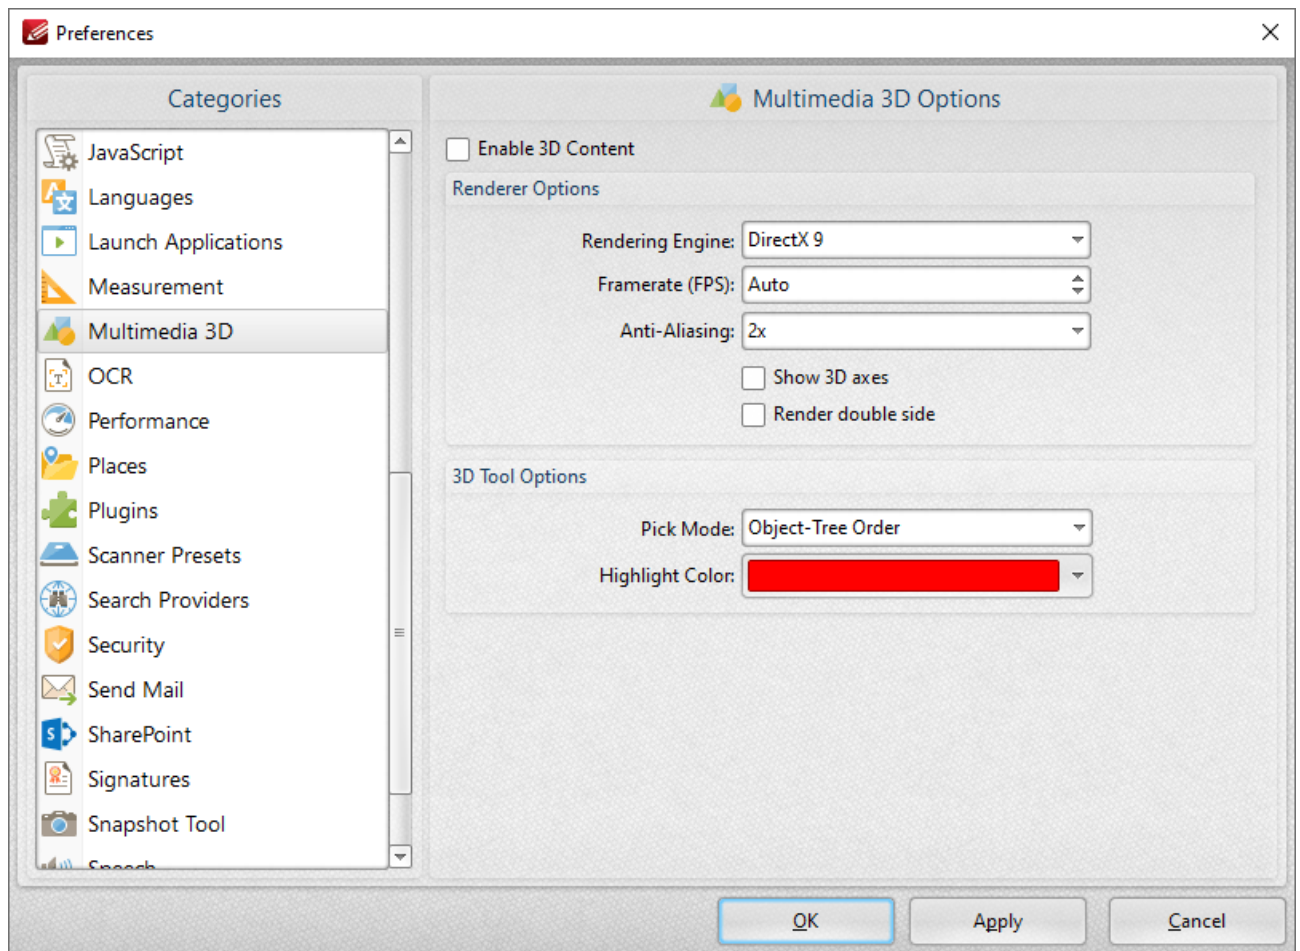 Preferences
Categories
JavaScript
Languages
Launch Applications
Measurement
Multimedia 3D
OCR
Performance
Places
Plugins
Scanner Presets
Search Providers
Security
Send Mail
SharePoint
Signatures
Snapshot Tool
Speech
Multimedia 3D Options
Enable 3D Content
Renderer Options
Rendering Engine: DirectX 9
Framerate (FPS): Auto
Anti-Aliasing: 2x
Show 3D axes
Render double side
3D Tool Options
Pick Mode: Object-Tree Order
Highlight Color:
OK Apply Cancel